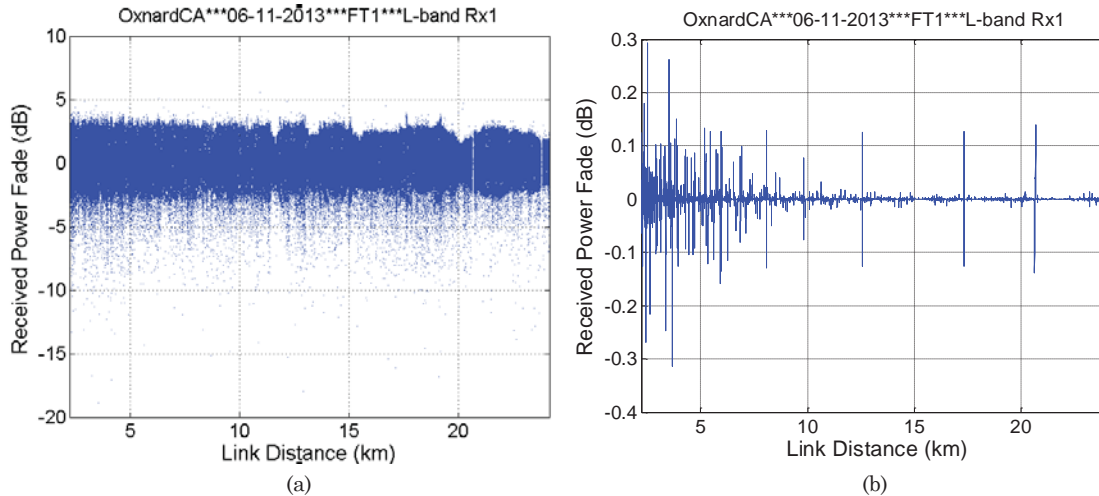 OxnardCA***06-11-2013***FT1***L-band Rx1
10
5
0
-5
-10
-15
-20
Received Power Fade (dB)
5
10
15
20
Link Distance (km)
(a)
OxnardCA***06-11-2013***FT1***L-band Rx1
0.3
0.2
0.1
0
-0.1
-0.2
-0.3
-0.4
Received Power Fade (dB)
5
10
15
20
Link Distance (km)
(b)